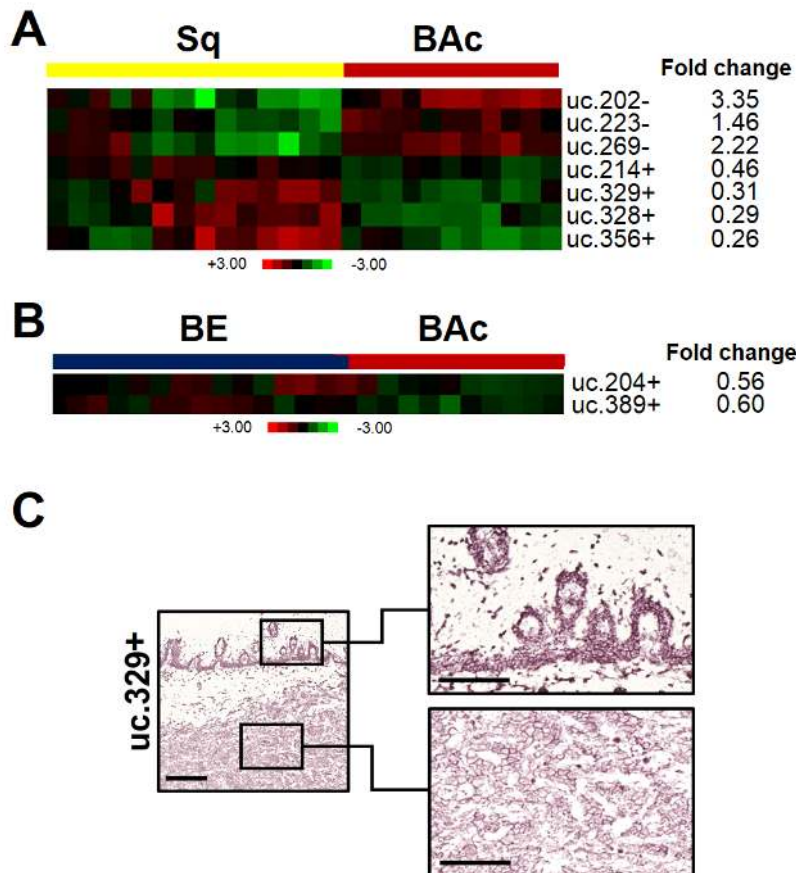 A
Sq BAc
Fold change
uc.202- 3.35
uc.223- 1.46
uc.269- 2.22
uc.214+ 0.46
uc.329+ 0.31
uc.328+ 0.29
uc.356+ 0.26
+3.00 -3.00
B
BE BAc
Fold change
uc.204+ 0.56
uc.389+ 0.60
+3.00 -3.00
C
uc.329+